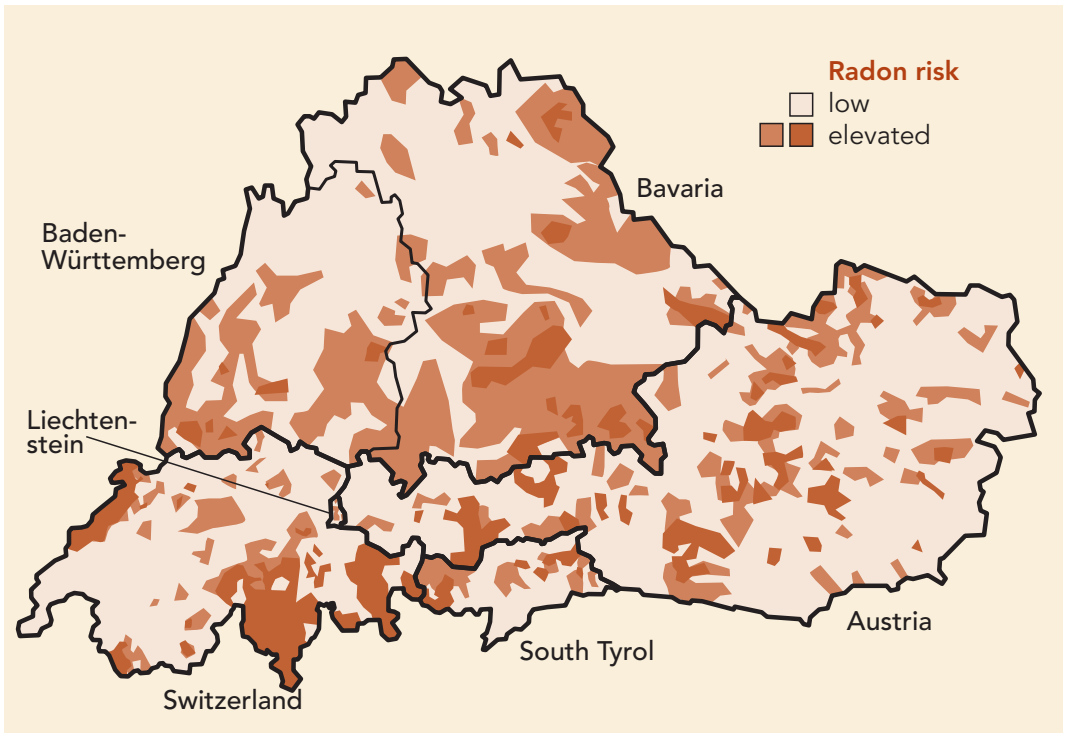 Radon risk
low
elevated
Bavaria
Baden-
Württemberg
Liechten-
stein
Austria
South Tyrol
Switzerland